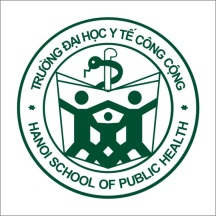 TRƯỜNG ĐẠI HỌC Y TẾ CÔNG CỘNG
HANOI SCHOOL OF PUBLIC HEALTH